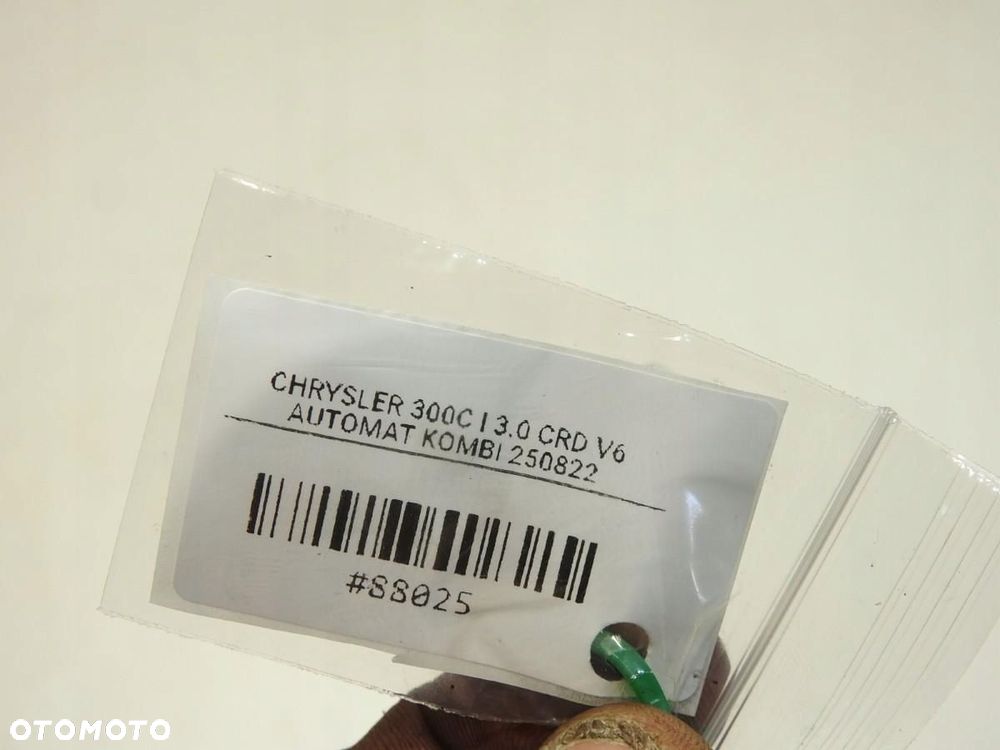 CHRYSLER 300C I 3.0 CRD V6
AUTOMAT KOMBI 250822
#88025
OTOMOTO